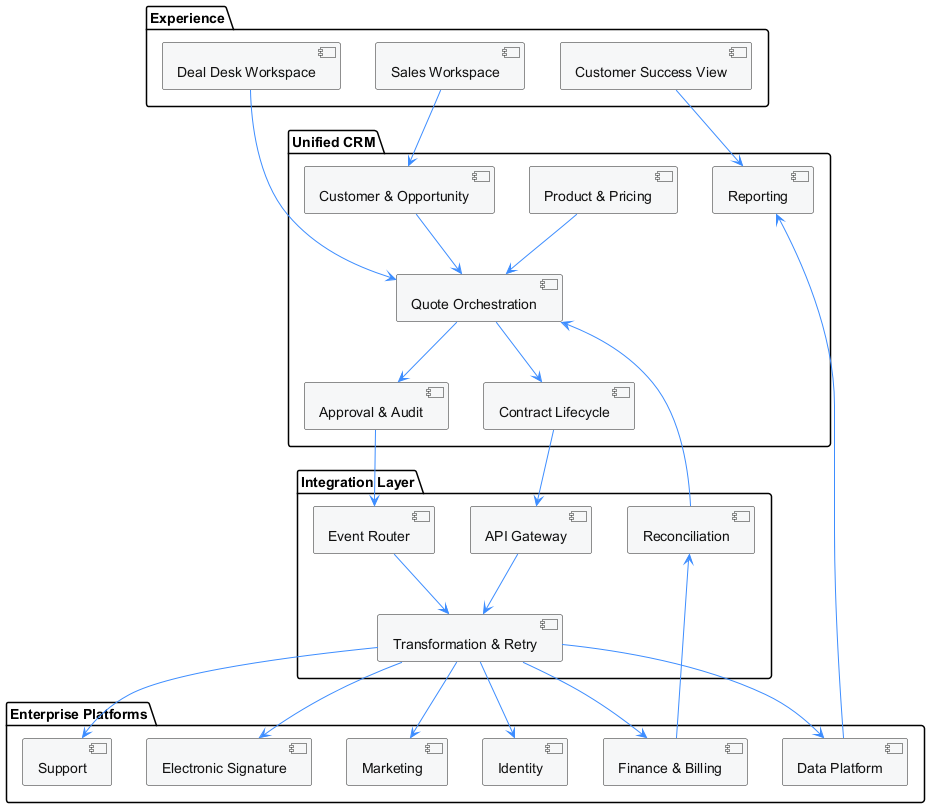 Experience
Deal Desk Workspace
Sales Workspace
Customer Success View
Unified CRM
Customer & Opportunity
Product & Pricing
Reporting
Quote Orchestration
Approval & Audit
Contract Lifecycle
Integration Layer
Event Router
API Gateway
Reconciliation
Transformation & Retry
Enterprise Platforms
Support
Electronic Signature
Marketing
Identity
Finance & Billing
Data Platform